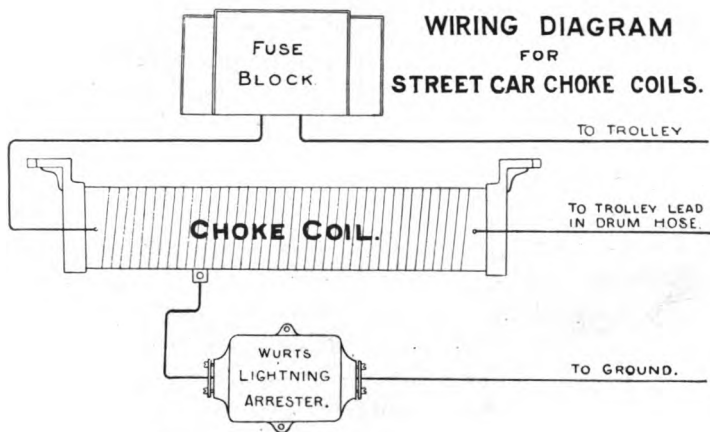 WIRING DIAGRAM
FOR
STREET CAR CHOKE COILS.
FUSE
BLOCK.
TO TROLLEY
CHOKE COIL.
TO TROLLEY LEAD
IN DRUM HOSE.
WURTS
LIGHTNING
ARRESTER.
TO GROUND.